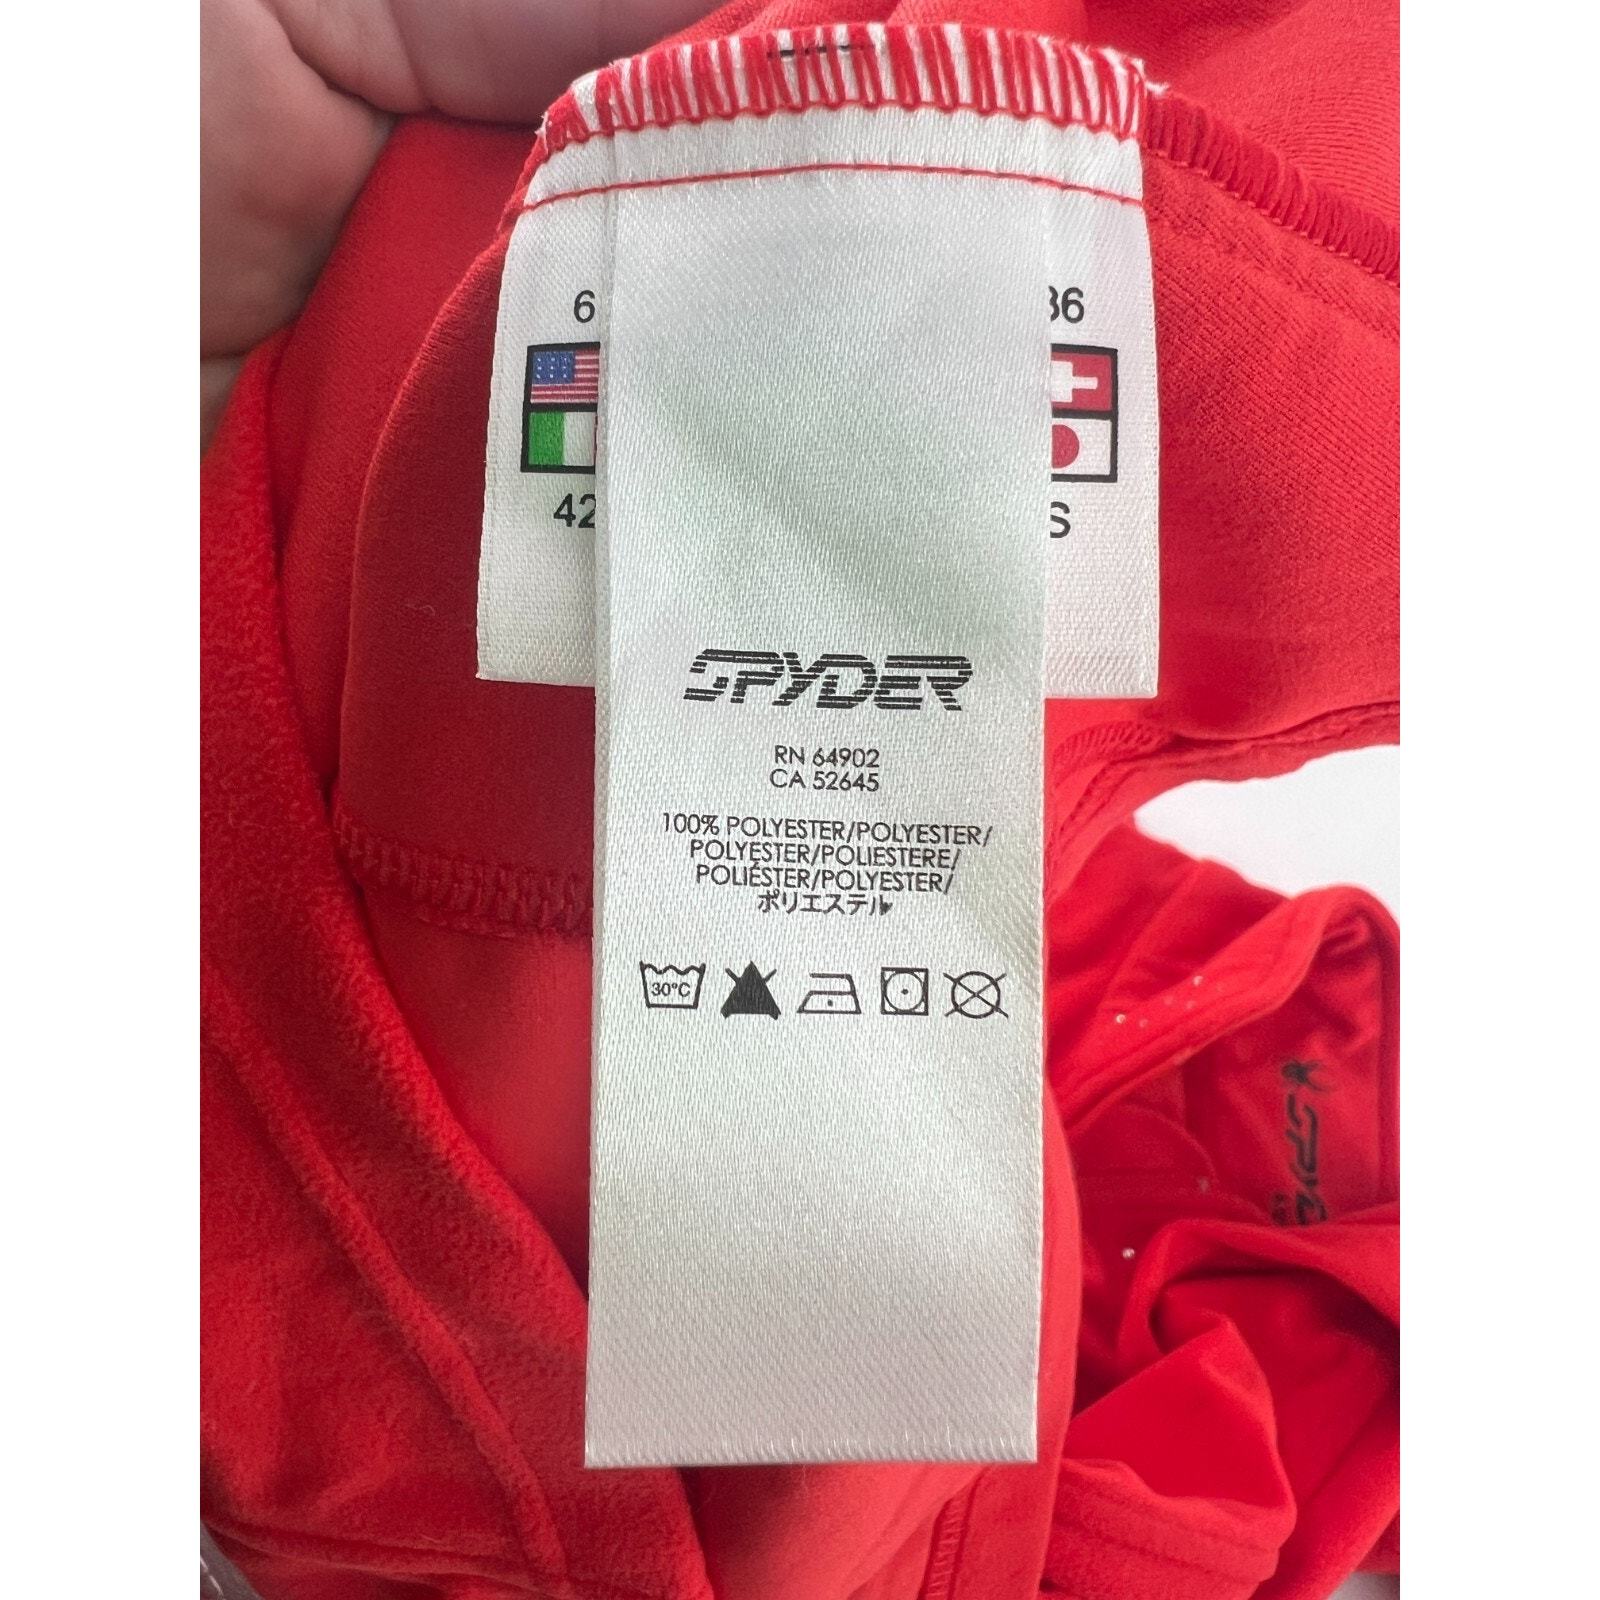 6
36
42
S
SPYDER
RN 64902
CA 52645
100% POLYESTER/POLYESTER/
POLYESTER/POLIESTERE/
POLIÉSTER/POLYESTER/
ポリエステル
30°C